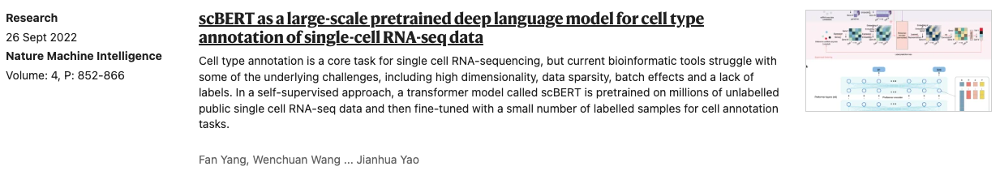 Research
26 Sept 2022
Nature Machine Intelligence
Volume: 4, P: 852-866
scBERT as a large-scale pretrained deep language model for cell type
annotation of single-cell RNA-seq data
Cell type annotation is a core task for single cell RNA-sequencing, but current bioinformatic tools struggle with
some of the underlying challenges, including high dimensionality, data sparsity, batch effects and a lack of
labels. In a self-supervised approach, a transformer model called scBERT is pretrained on millions of unlabelled
public single cell RNA-seq data and then fine-tuned with a small number of labelled samples for cell annotation
tasks.
Fan Yang, Wenchuan Wang ... Jianhua Yao